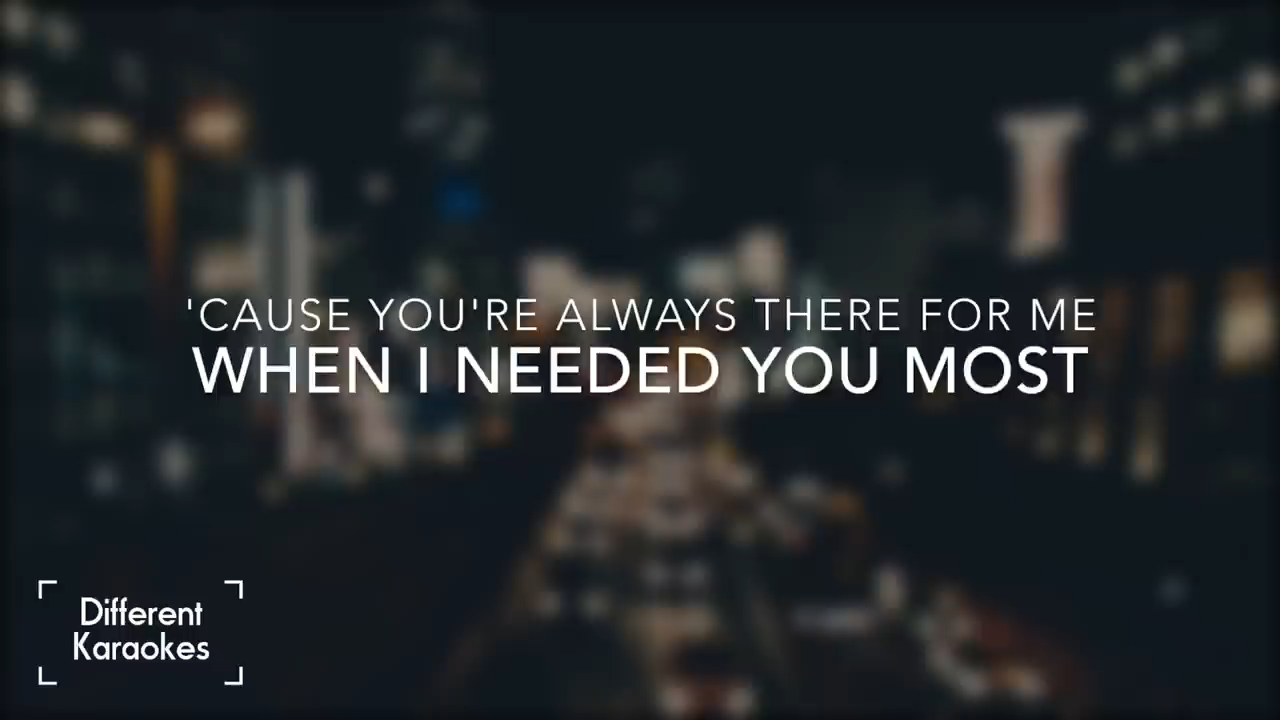 'CAUSE YOU'RE ALWAYS THERE FOR ME
WHEN I NEEDED YOU MOST
Different
Karaokes